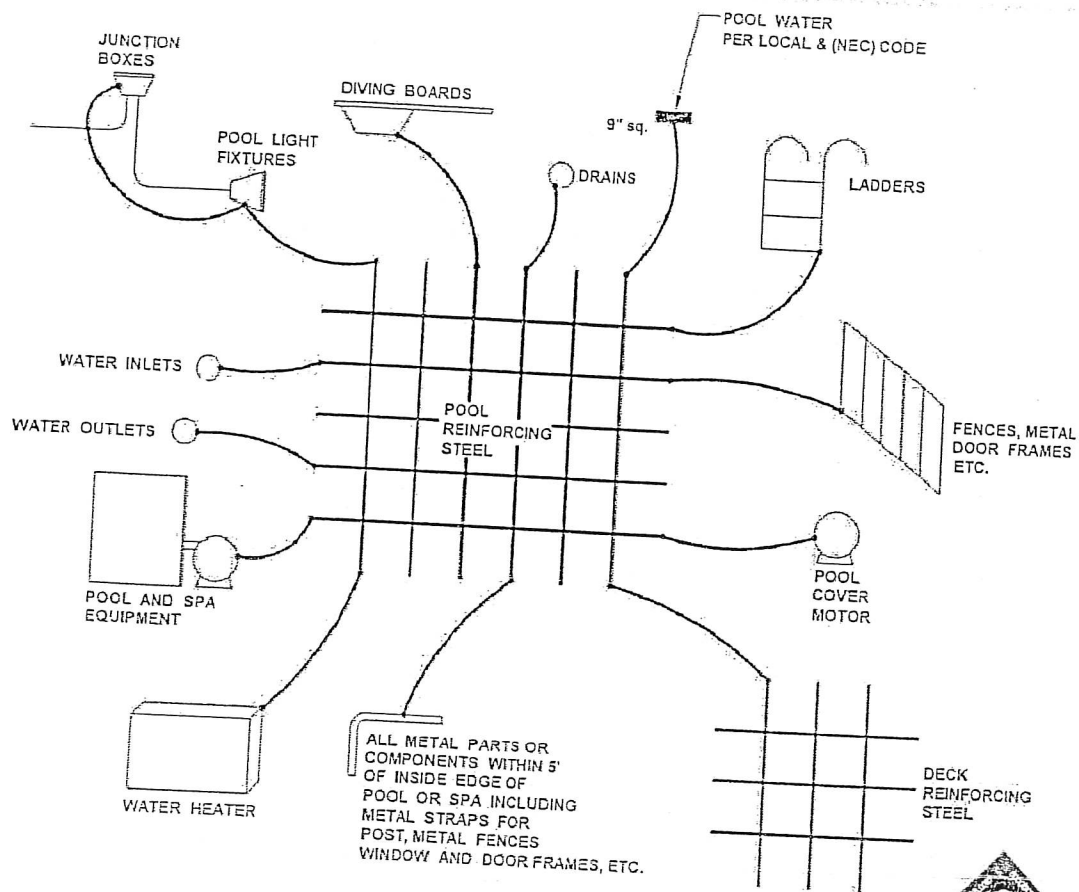 POOL WATER
PER LOCAL & (NEC) CODE
JUNCTION
BOXES
DIVING BOARDS
9" sq.
POOL LIGHT
FIXTURES
DRAINS
LADDERS
WATER INLETS
POOL
REINFORCING
STEEL
WATER OUTLETS
FENCES, METAL
DOOR FRAMES
ETC.
POOL AND SPA
EQUIPMENT
POOL
COVER
MOTOR
WATER HEATER
ALL METAL PARTS OR
COMPONENTS WITHIN 5'
OF INSIDE EDGE OF
POOL OR SPA INCLUDING
METAL STRAPS FOR
POST, METAL FENCES
WINDOW AND DOOR FRAMES, ETC.
DECK
REINFORCING
STEEL